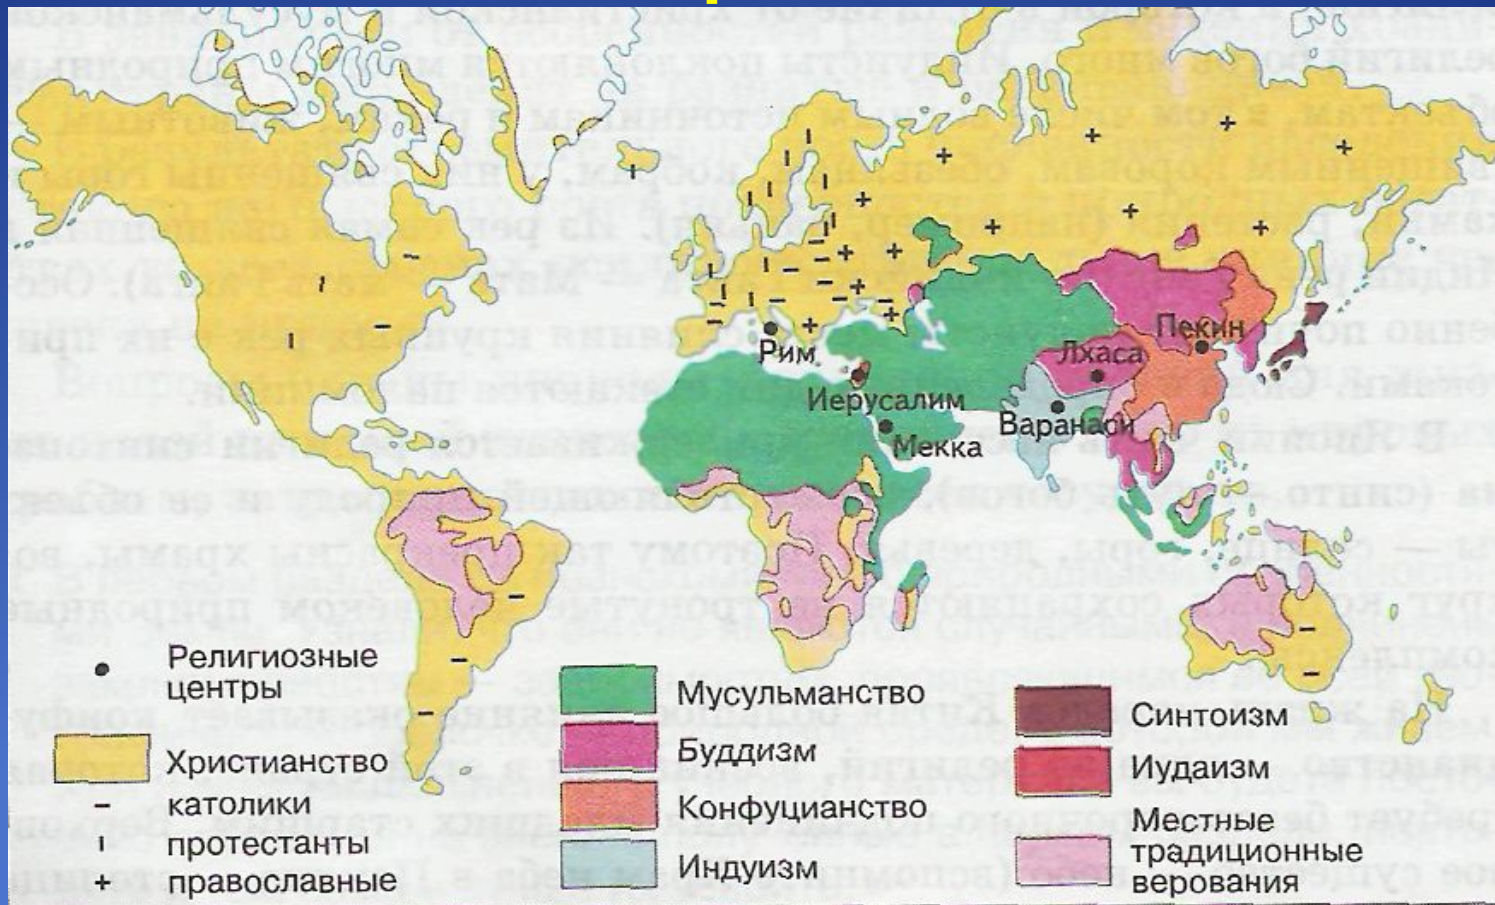 Рим
Иерусалим
Мекка
Пекин
Лхаса
Варанаси
Религиозные
центры
Христианство
католики
протестанты
православные
Мусульманство
Буддизм
Конфуцианство
Индуизм
Синтоизм
Иудаизм
Местные
традиционные
верования